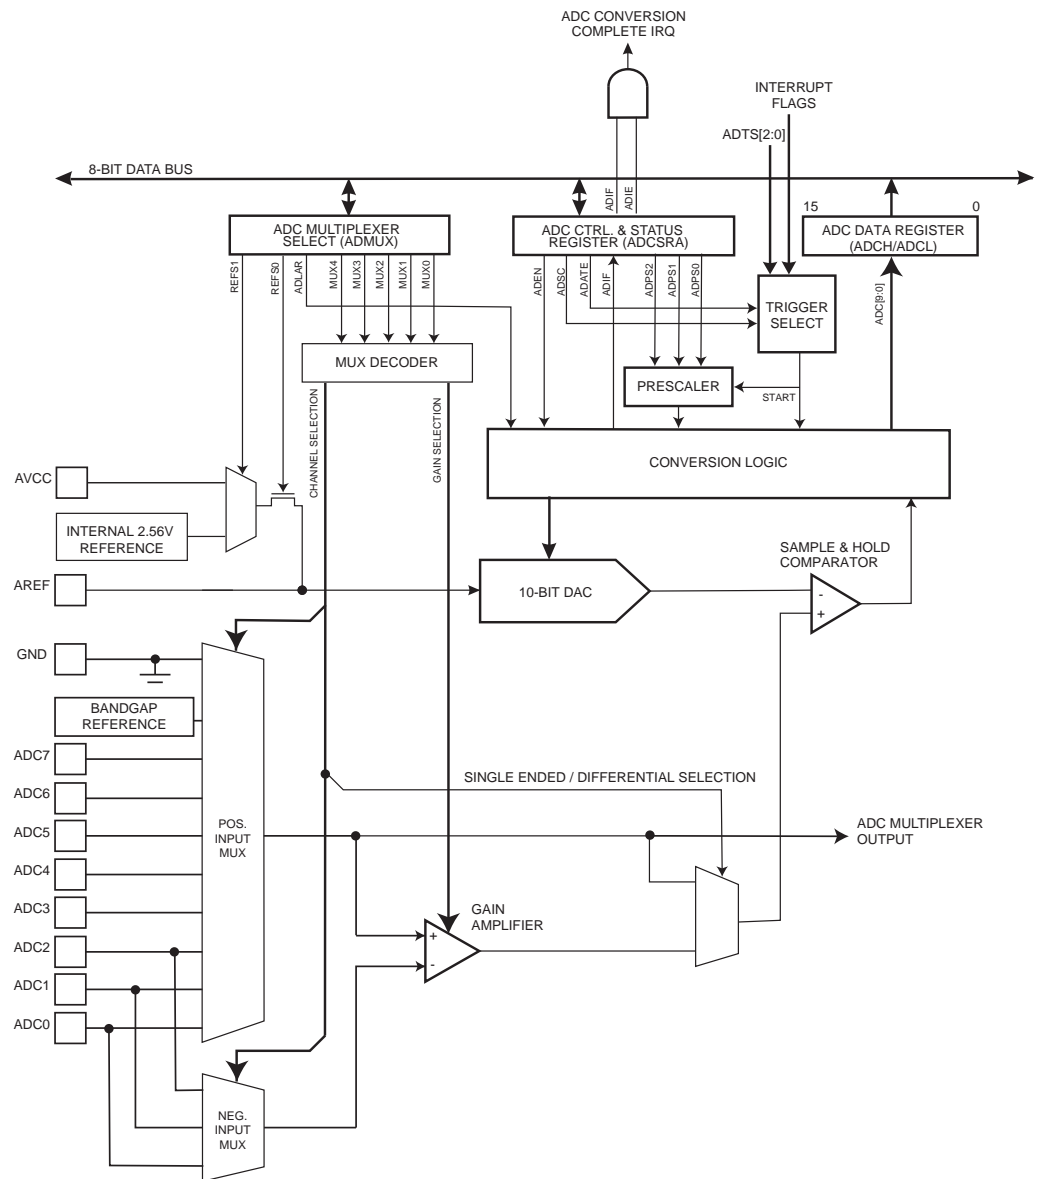 ADC CONVERSION
COMPLETE IRQ
INTERRUPT
FLAGS
ADTS[2:0]
8-BIT DATA BUS
ADIF
ADIE
15
0
ADC MULTIPLEXER
SELECT (ADMUX)
ADC CTRL. & STATUS
REGISTER (ADCSRA)
ADC DATA REGISTER
(ADCH/ADCL)
REFS1
REFS0
ADLAR
MUX4
MUX3
MUX2
MUX1
MUX0
ADEN
ADSC
ADATE
ADIF
ADPS2
ADPS1
ADPS0
ADC[9:0]
TRIGGER
SELECT
MUX DECODER
PRESCALER
START
CHANNEL SELECTION
GAIN SELECTION
CONVERSION LOGIC
AVCC
INTERNAL 2.56V
REFERENCE
SAMPLE & HOLD
COMPARATOR
AREF
10-BIT DAC
-
+
GND
BANDGAP
REFERENCE
ADC7
SINGLE ENDED / DIFFERENTIAL SELECTION
ADC6
ADC5
POS.
INPUT
MUX
ADC MULTIPLEXER
OUTPUT
ADC4
ADC3
GAIN
AMPLIFIER
ADC2
+
-
ADC1
ADC0
NEG.
INPUT
MUX